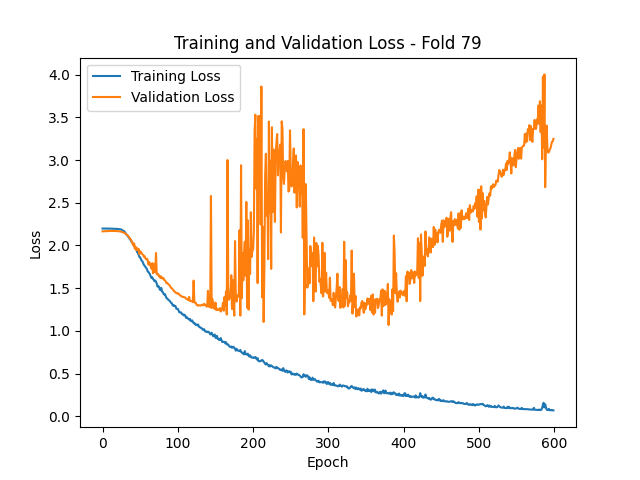 Training and Validation Loss - Fold 79
Training Loss
Validation Loss
4.0
3.5
3.0
2.5
2.0
1.5
1.0
0.5
0.0
Loss
0 100 200 300 400 500 600
Epoch